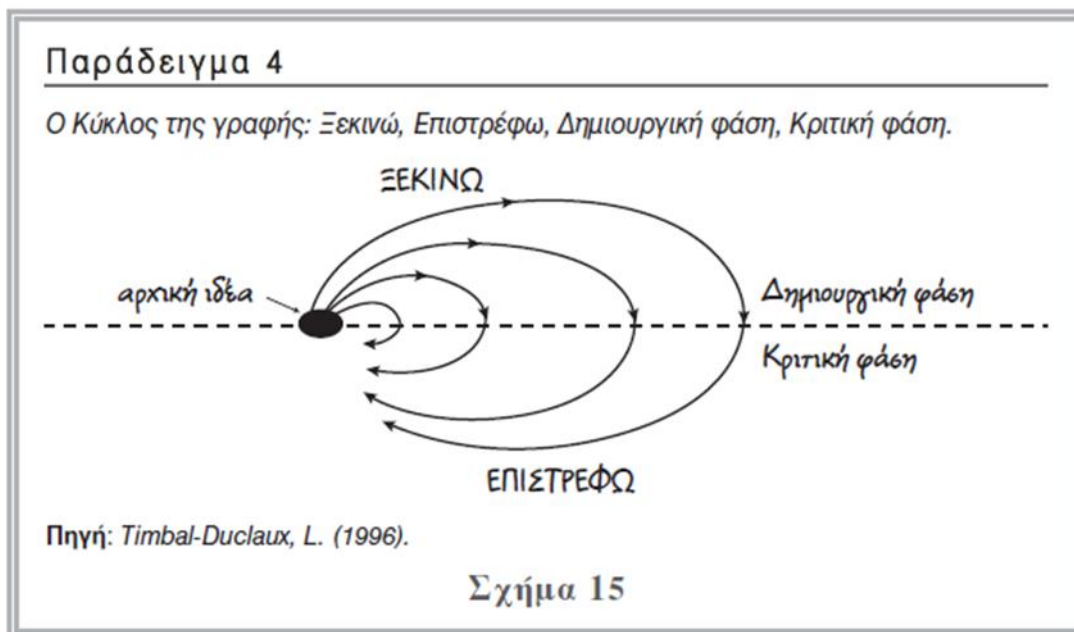 Παράδειγμα 4
Ο Κύκλος της γραφής: Ξεκινώ, Επιστρέφω, Δημιουργική φάση, Κριτική φάση.
ΞΕΚΙΝΩ
αρχική ιδέα
Δημιουργική φάση
Κριτική φάση
ΕΠΙΣΤΡΕΦΩ
Πηγή: Timbal-Duclaux, L. (1996).
Σχήμα 15